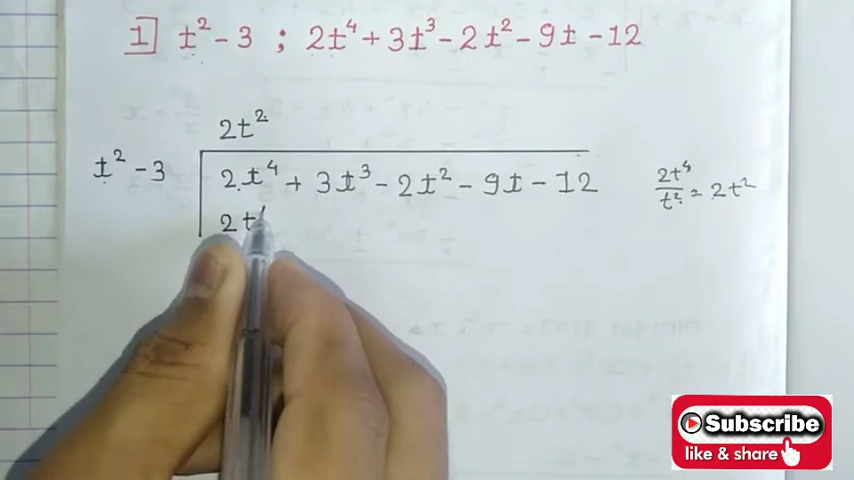 1 t² - 3 ; 2t⁴ + 3t³ - 2t² - 9t - 12
2t²
t² - 3 2t⁴ + 3t³ - 2t² - 9t - 12
2t⁴/t² = 2t²
2t
Subscribe
like & share